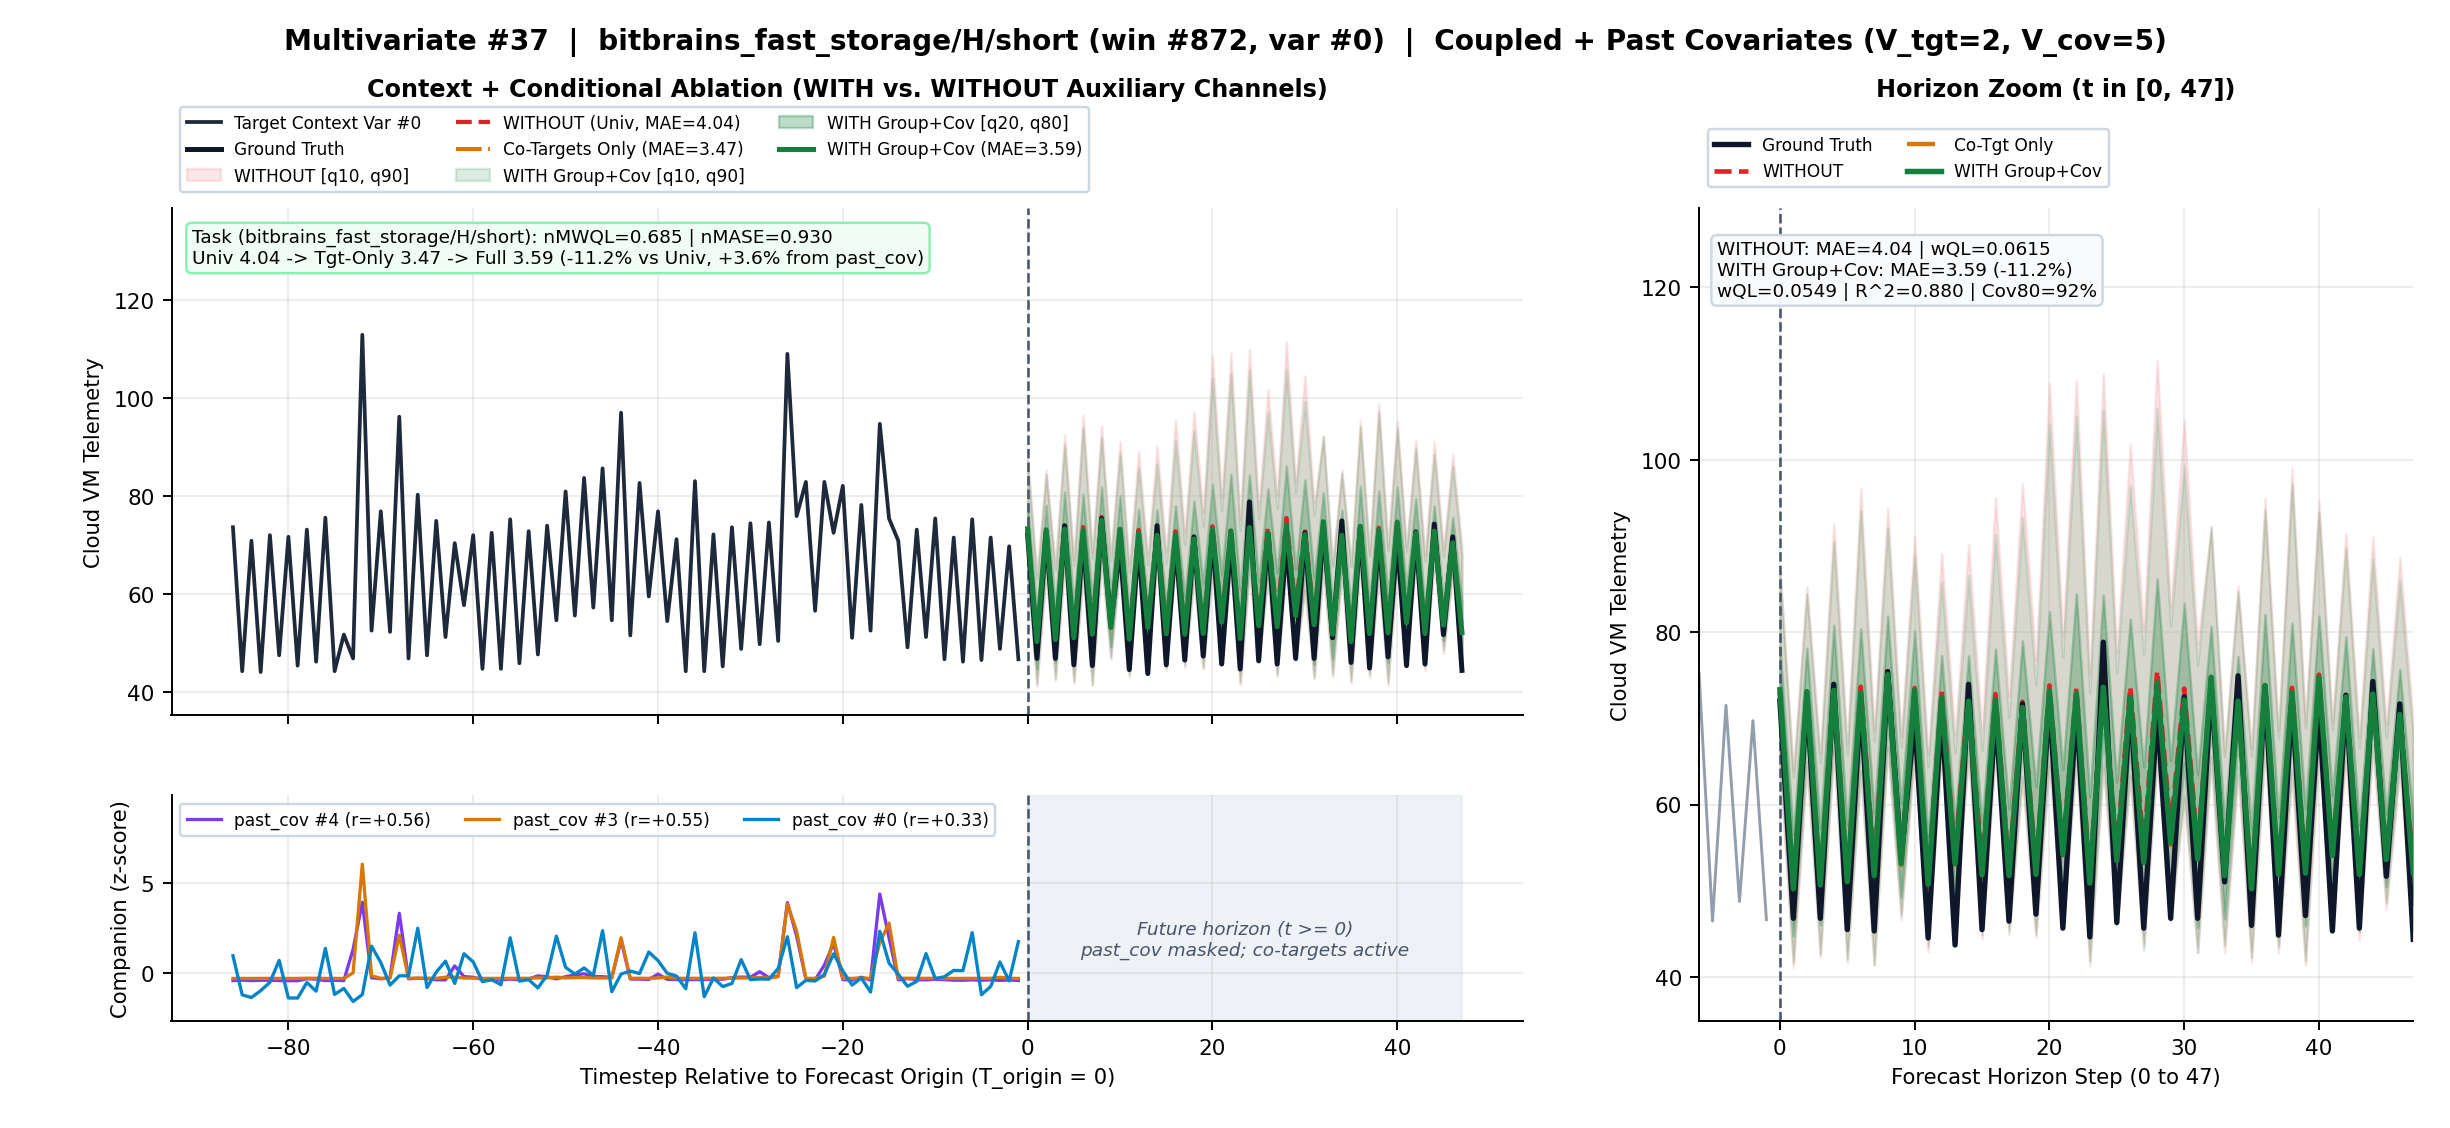 Multivariate #37 | bitbrains_fast_storage/H/short (win #872, var #0) | Coupled + Past Covariates (V_tgt=2, V_cov=5)
Context + Conditional Ablation (WITH vs. WITHOUT Auxiliary Channels)
Target Context Var #0
Ground Truth
WITHOUT [q10, q90]
WITHOUT (Univ, MAE=4.04)
Co-Targets Only (MAE=3.47)
WITH Group+Cov [q10, q90]
WITH Group+Cov [q20, q80]
WITH Group+Cov (MAE=3.59)
Task (bitbrains_fast_storage/H/short): nMWQL=0.685 | nMASE=0.930
Univ 4.04 -> Tgt-Only 3.47 -> Full 3.59 (-11.2% vs Univ, +3.6% from past_cov)
Cloud VM Telemetry
120
100
80
60
40
past_cov #4 (r=+0.56)
past_cov #3 (r=+0.55)
past_cov #0 (r=+0.33)
Companion (z-score)
5
0
Future horizon (t >= 0)
past_cov masked; co-targets active
−80
−60
−40
−20
0
20
40
Timestep Relative to Forecast Origin (T_origin = 0)
Horizon Zoom (t in [0, 47])
Ground Truth
WITHOUT
Co-Tgt Only
WITH Group+Cov
WITHOUT: MAE=4.04 | wQL=0.0615
WITH Group+Cov: MAE=3.59 (-11.2%)
wQL=0.0549 | R^2=0.880 | Cov80=92%
Cloud VM Telemetry
120
100
80
60
40
0
10
20
30
40
Forecast Horizon Step (0 to 47)